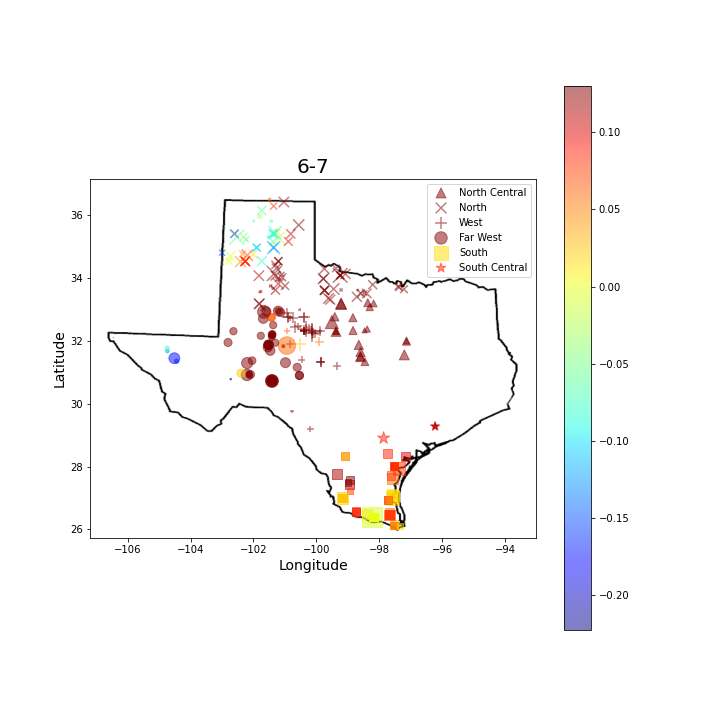 6-7
North Central
North
West
Far West
South
South Central
Latitude
36
34
32
30
28
26
−106
−104
−102
−100
−98
−96
−94
Longitude
0.10
0.05
0.00
−0.05
−0.10
−0.15
−0.20